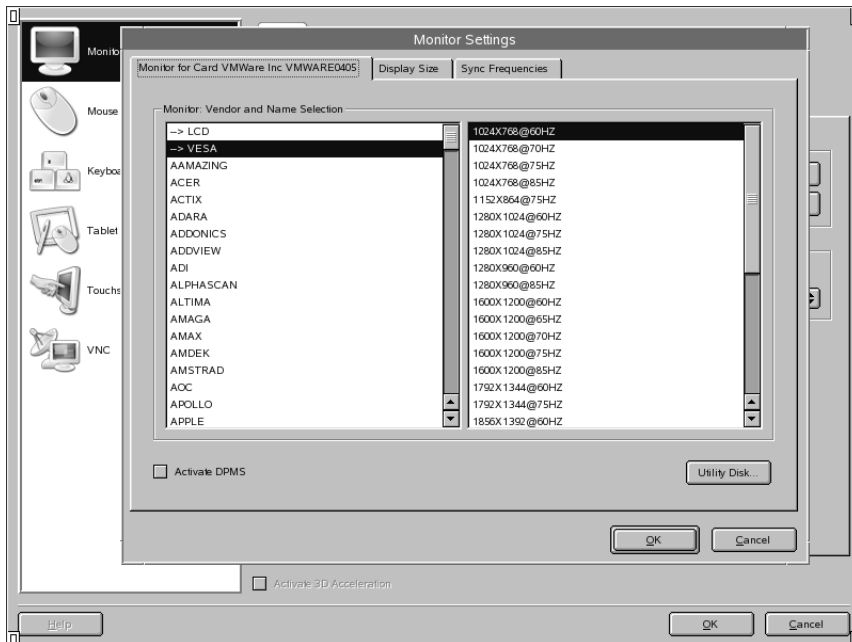 Monitor Settings
Monitor for Card VMWare Inc VMWARE0405
Display Size
Sync Frequencies
Mouse
Tablet
VNC
Monitor: Vendor and Name Selection
--> LCD
--> VESA
AAMAZING
ACER
ACTIX
ADARA
ADDONICS
ADDVIEW
ADI
ALPHASCAN
ALTIMA
AMAGA
AMAX
AMDEK
AMSTRAD
AOC
APOLLO
APPLE
1024X768@60HZ
1024X768@70HZ
1024X768@75HZ
1024X768@85HZ
1152X864@75HZ
1280X1024@60HZ
1280X1024@75HZ
1280X1024@85HZ
1280X960@60HZ
1280X960@85HZ
1600X1200@60HZ
1600X1200@65HZ
1600X1200@70HZ
1600X1200@75HZ
1600X1200@85HZ
1792X1344@60HZ
1792X1344@75HZ
1856X1392@60HZ
Activate DPMS
Utility Disk...
OK
Cancel
Activate 3D Acceleration
Help
OK
Cancel